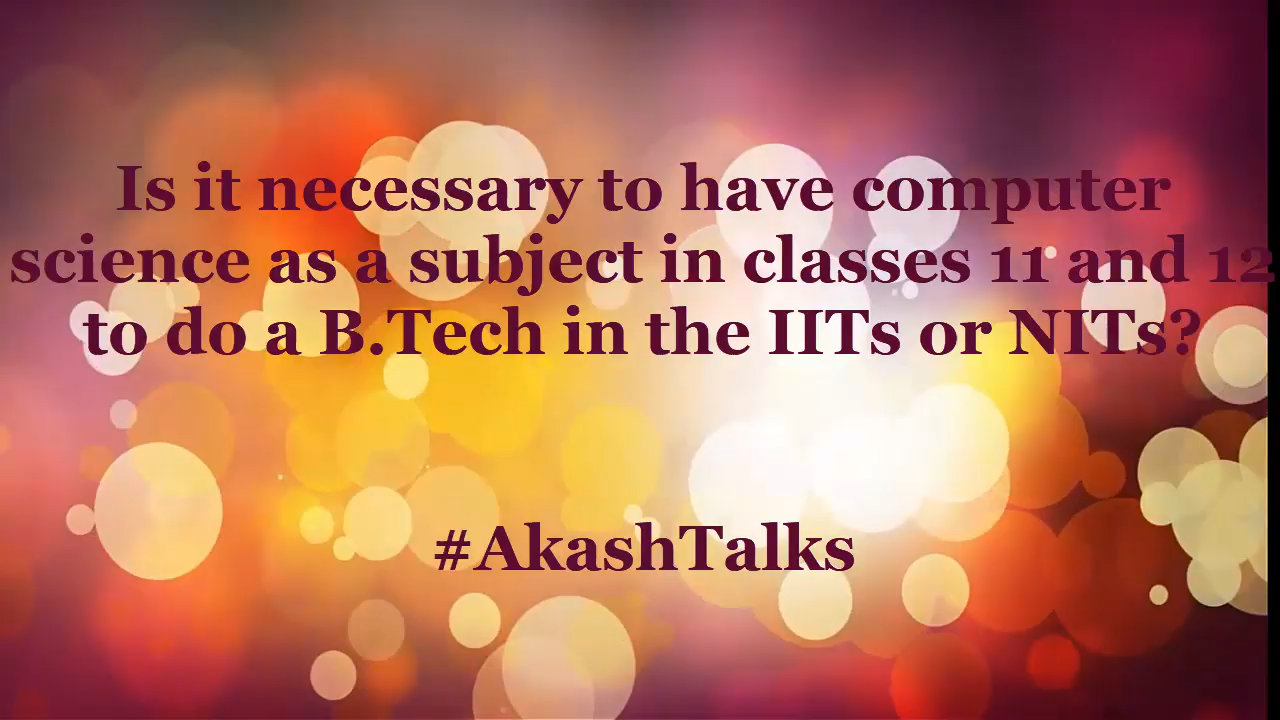 Is it necessary to have computer
science as a subject in classes 11 and 12
to do a B.Tech in the IITs or NITs?
#AkashTalks